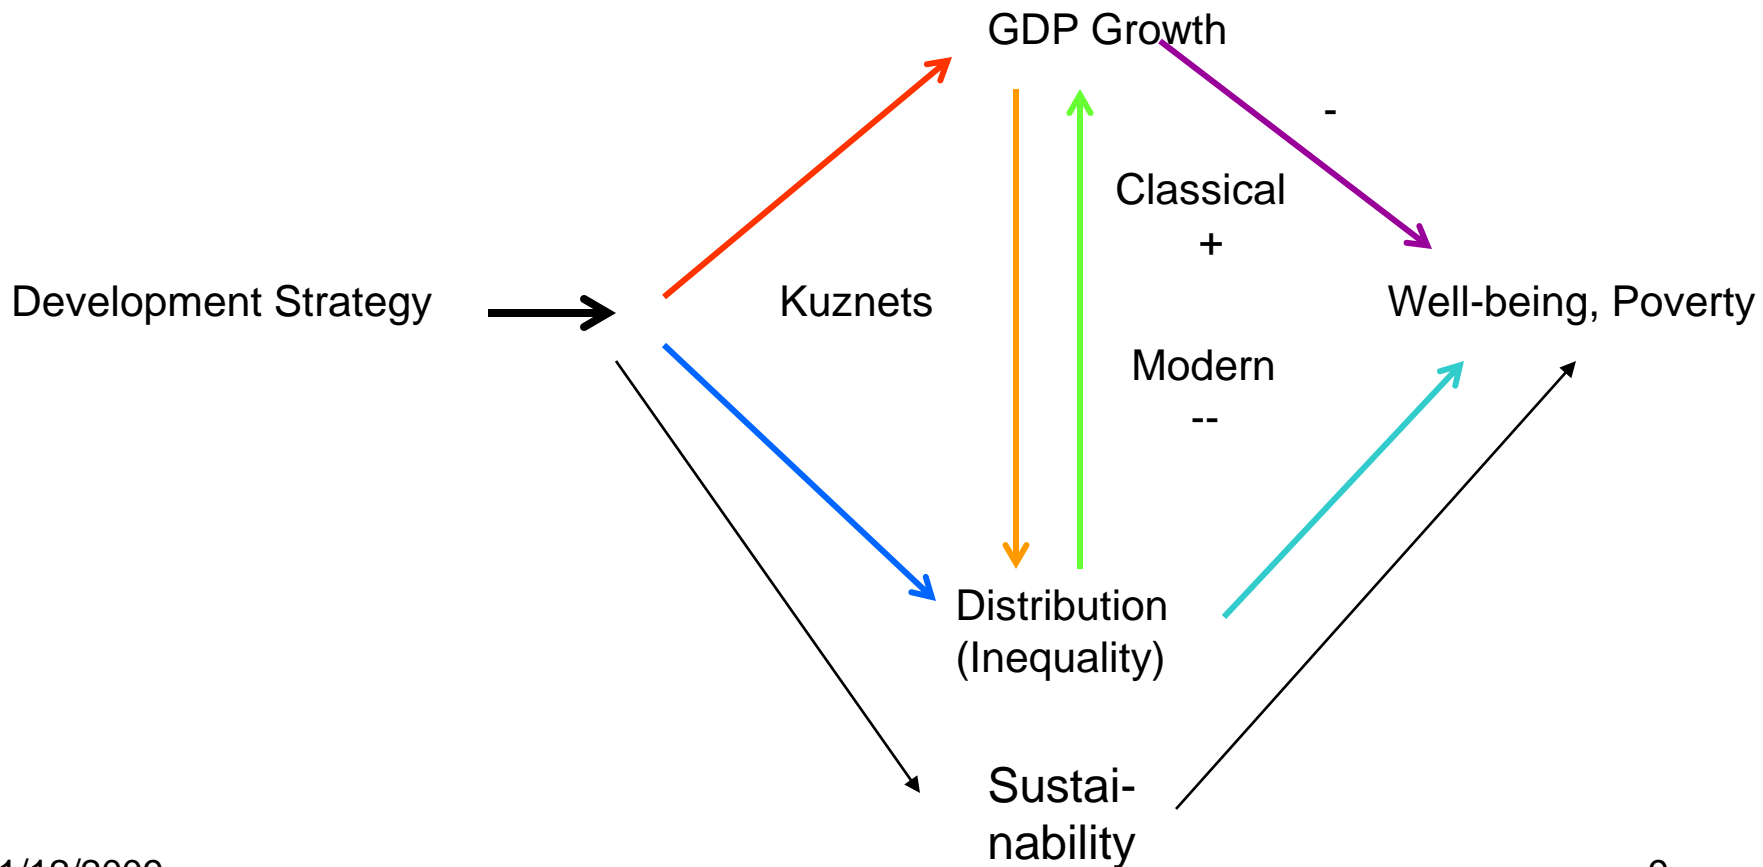 GDP Growth
-
Classical
+
Development Strategy
Kuznets
Well-being, Poverty
Modern
--
Distribution
(Inequality)
Sustai-
nability